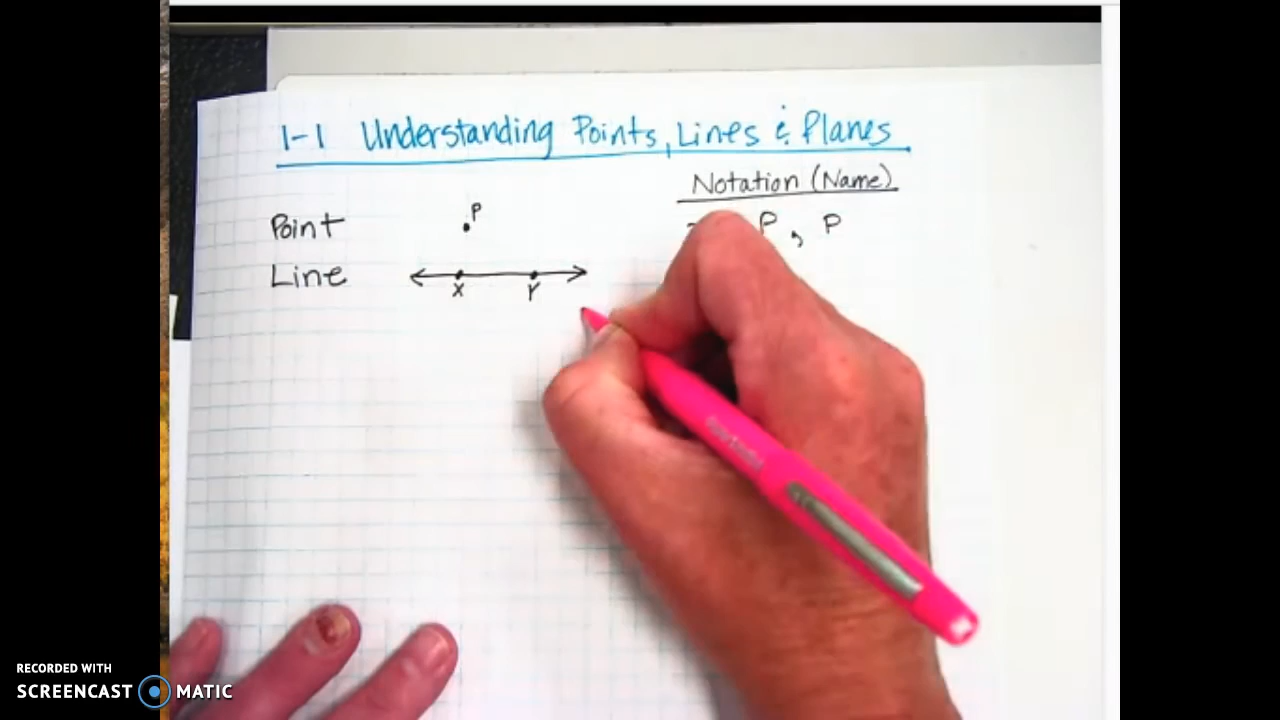 1-1 Understanding Points, Lines & Planes
Notation (Name)
Point P P, P
Line X Y
RECORDED WITH
SCREENCAST MATIC